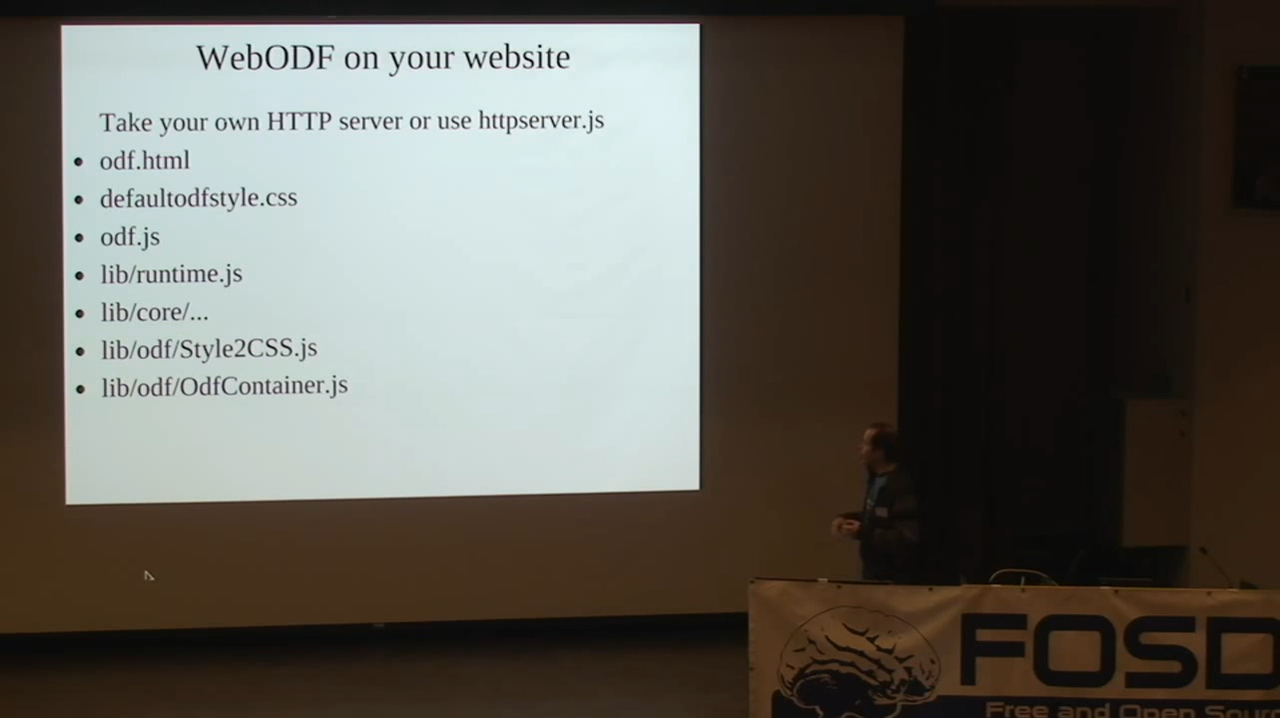 WebODF on your website
Take your own HTTP server or use httpserver.js
odf.html
defaultodfstyle.css
odf.js
lib/runtime.js
lib/core/...
lib/odf/Style2CSS.js
lib/odf/OdfContainer.js
FOSD
Free and Open Sour